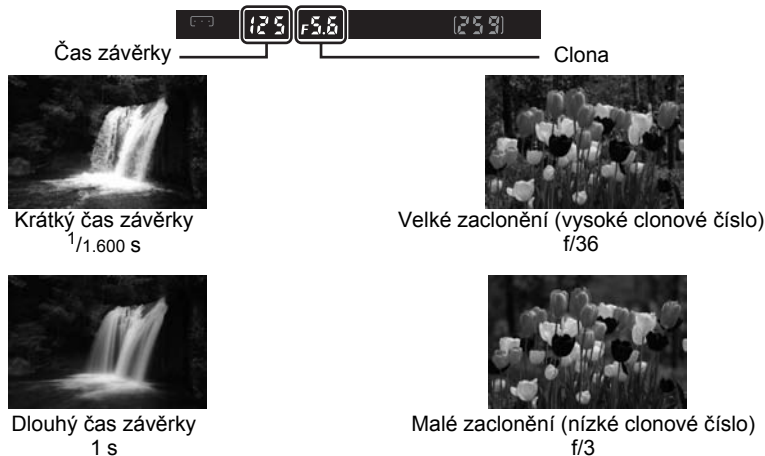 125 F5.6 [259]
Čas závěrky
Clona
Krátký čas závěrky
1/1.600 s
Velké zaclonění (vysoké clonové číslo)
f/36
Dlouhý čas závěrky
1 s
Malé zaclonění (nízké clonové číslo)
f/3